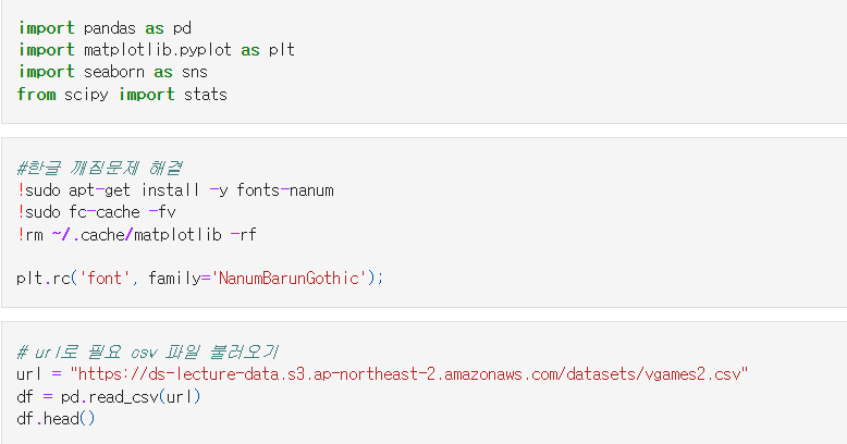 import pandas as pd
import matplotlib.pyplot as plt
import seaborn as sns
from scipy import stats
#한글 깨짐문제 해결
!sudo apt-get install -y fonts-nanum
!sudo fc-cache -fv
!rm ~/.cache/matplotlib -rf
plt.rc('font', family='NanumBarunGothic');
# url로 필요 csv 파일 불러오기
url = "https://ds-lecture-data.s3.ap-northeast-2.amazonaws.com/datasets/vgames2.csv"
df = pd.read_csv(url)
df.head()